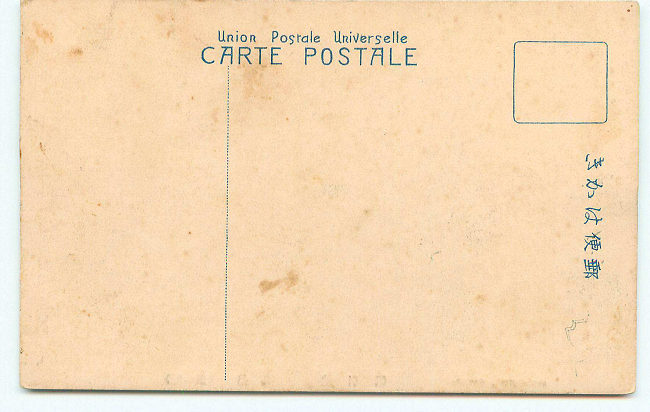 Union Postale Universelle
CARTE POSTALE
郵便はかき